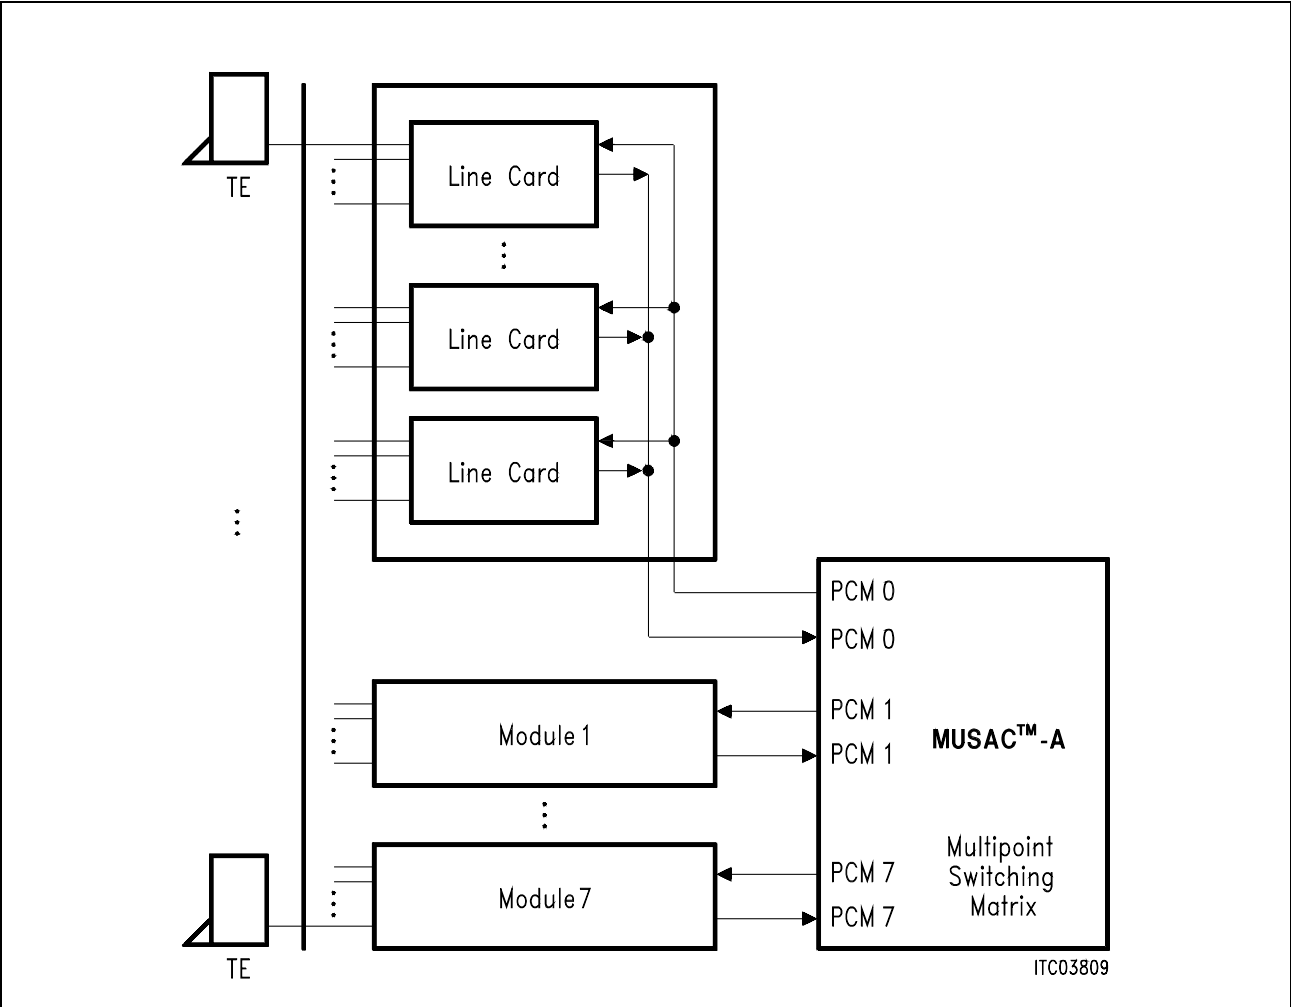 TE
Line Card
Line Card
Line Card
PCM 0
PCM 0
Module 1
PCM 1
PCM 1
MUSAC™-A
Module 7
PCM 7
PCM 7
Multipoint
Switching
Matrix
TE
ITC03809